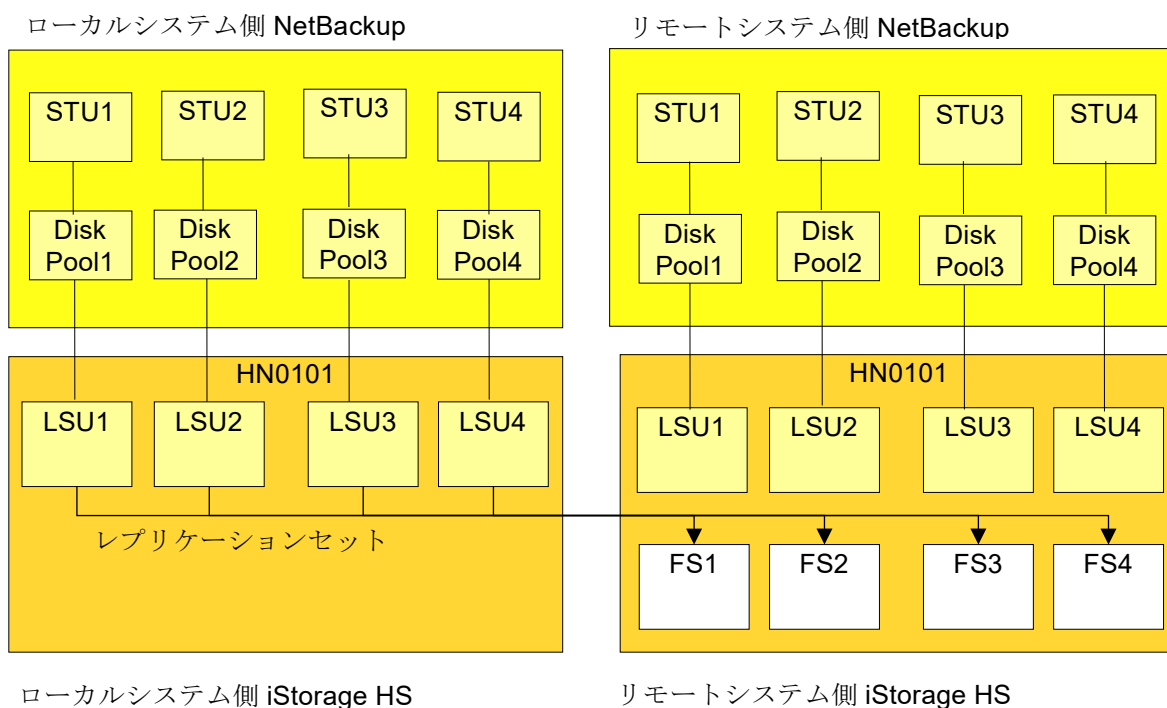 ローカルシステム側 NetBackup
STU1
STU2
STU3
STU4
Disk
Pool1
Disk
Pool2
Disk
Pool3
Disk
Pool4
HN0101
LSU1
LSU2
LSU3
LSU4
レプリケーションセット
ローカルシステム側 iStorage HS
リモートシステム側 NetBackup
STU1
STU2
STU3
STU4
Disk
Pool1
Disk
Pool2
Disk
Pool3
Disk
Pool4
HN0101
LSU1
LSU2
LSU3
LSU4
FS1
FS2
FS3
FS4
リモートシステム側 iStorage HS